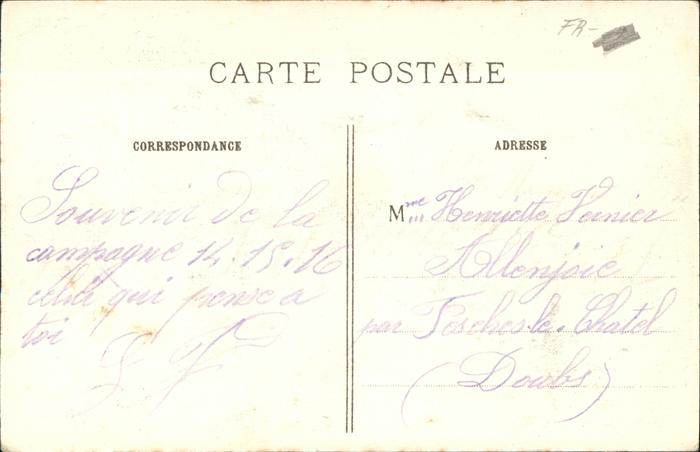 FR-
CARTE POSTALE
CORRESPONDANCE
ADRESSE
Souvenir de la
campagne 14.15.16
celui qui pense a
toi
Mme Henriette Vernier
Allenjoie
par Fesches-le-Chatel
(Doubs)